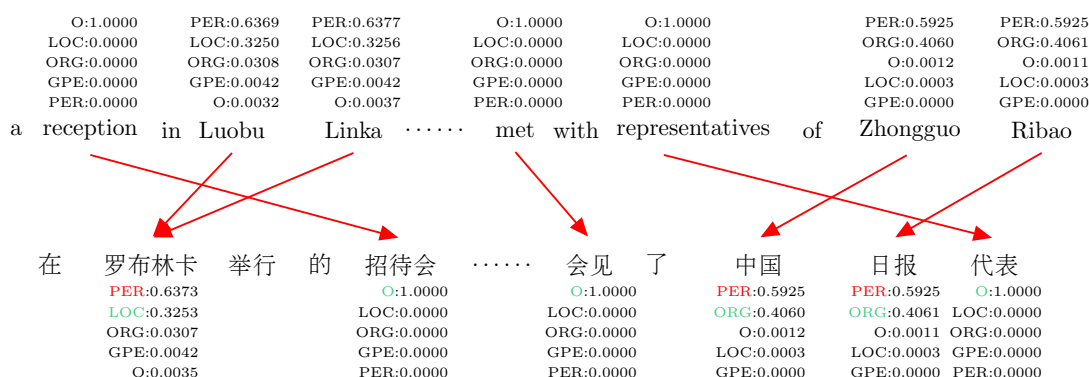 O:1.0000 PER:0.6369 PER:0.6377 O:1.0000 O:1.0000 PER:0.5925 PER:0.5925
LOC:0.0000 LOC:0.3250 LOC:0.3256 LOC:0.0000 LOC:0.0000 ORG:0.4060 ORG:0.4061
ORG:0.0000 ORG:0.0308 ORG:0.0307 ORG:0.0000 ORG:0.0000 O:0.0012 O:0.0011
GPE:0.0000 GPE:0.0042 GPE:0.0042 GPE:0.0000 GPE:0.0000 LOC:0.0003 LOC:0.0003
PER:0.0000 O:0.0032 O:0.0037 PER:0.0000 PER:0.0000 GPE:0.0000 GPE:0.0000
a reception in Luobu Linka ······ met with representatives of Zhongguo Ribao
在 罗布林卡 举行 的 招待会 ······ 会见 了 中国 日报 代表
PER:0.6373 O:1.0000 O:1.0000 PER:0.5925 PER:0.5925 O:1.0000
LOC:0.3253 LOC:0.0000 LOC:0.0000 ORG:0.4060 ORG:0.4061 LOC:0.0000
ORG:0.0307 ORG:0.0000 ORG:0.0000 O:0.0012 O:0.0011 ORG:0.0000
GPE:0.0042 GPE:0.0000 GPE:0.0000 LOC:0.0003 LOC:0.0003 GPE:0.0000
O:0.0035 PER:0.0000 PER:0.0000 GPE:0.0000 GPE:0.0000 PER:0.0000